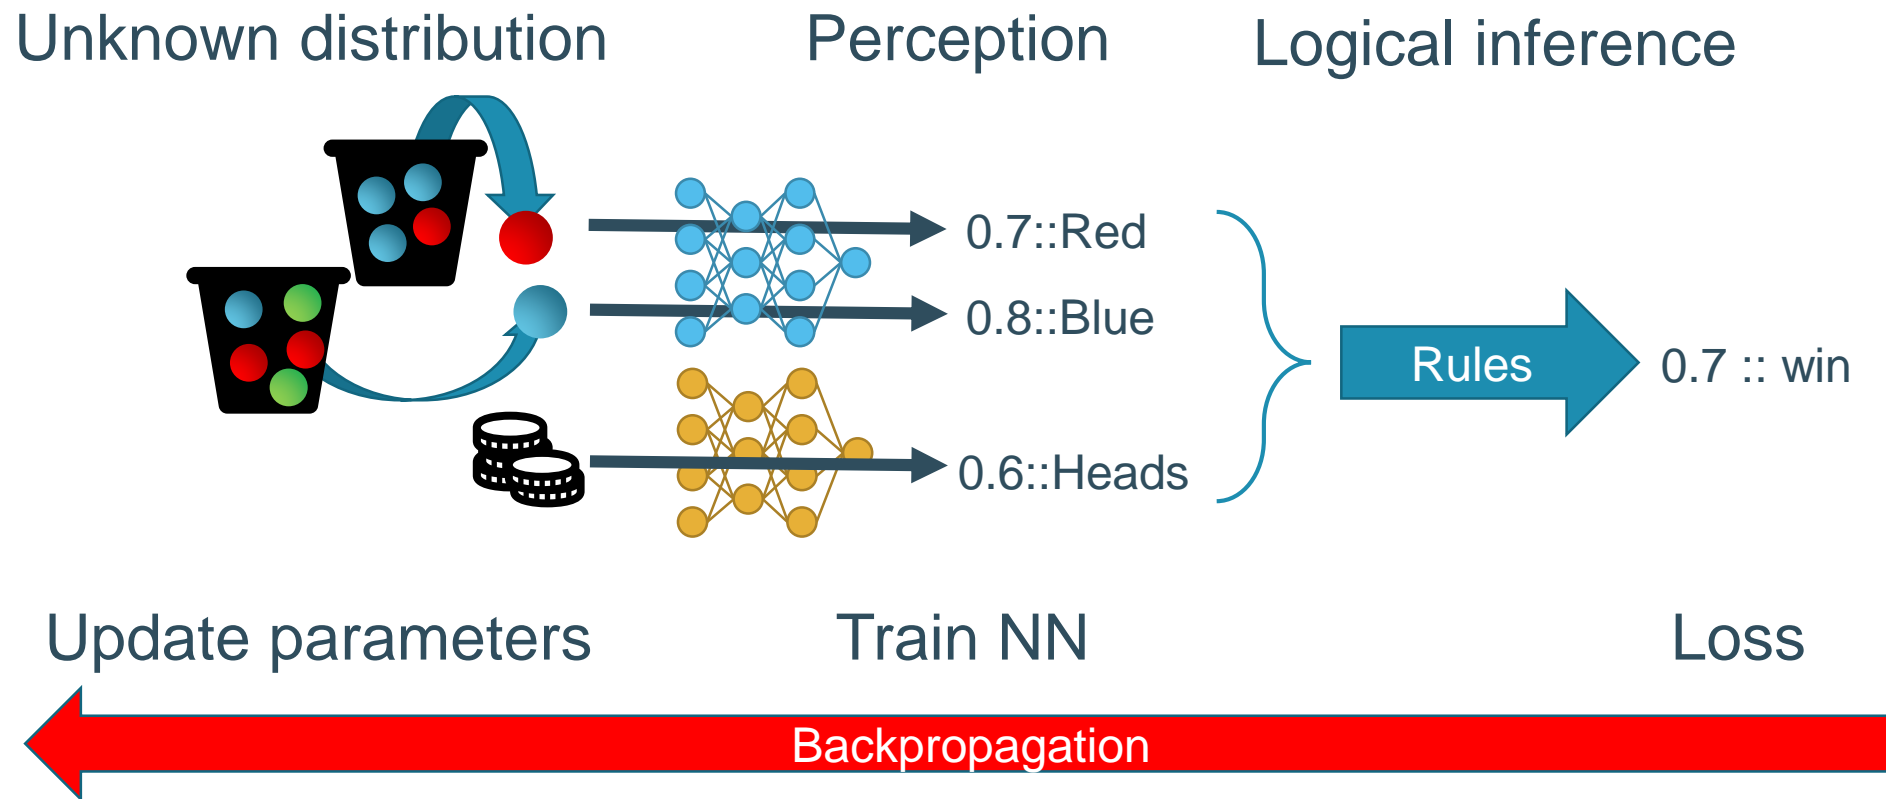 Unknown distribution
Perception
Logical inference
0.7::Red
0.8::Blue
Rules
0.7 :: win
0.6::Heads
Update parameters
Train NN
Loss
Backpropagation